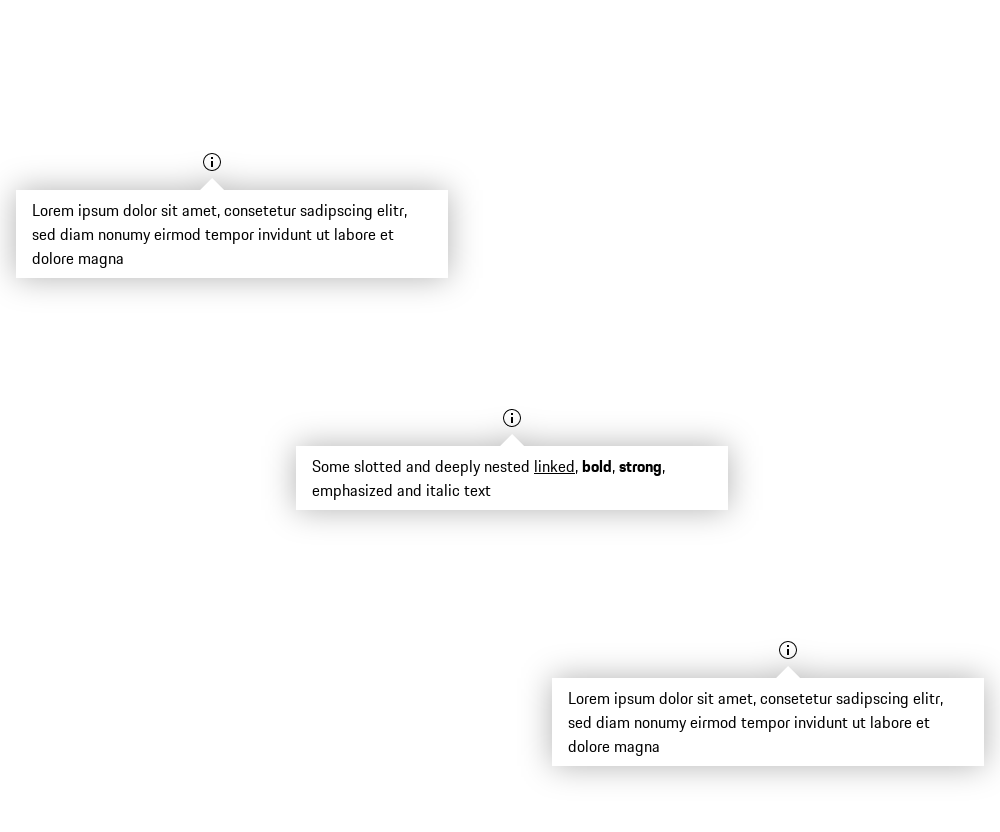 Lorem ipsum dolor sit amet, consetetur sadipscing elitr,
sed diam nonumy eirmod tempor invidunt ut labore et
dolore magna
Some slotted and deeply nested linked, bold, strong,
emphasized and italic text
Lorem ipsum dolor sit amet, consetetur sadipscing elitr,
sed diam nonumy eirmod tempor invidunt ut labore et
dolore magna